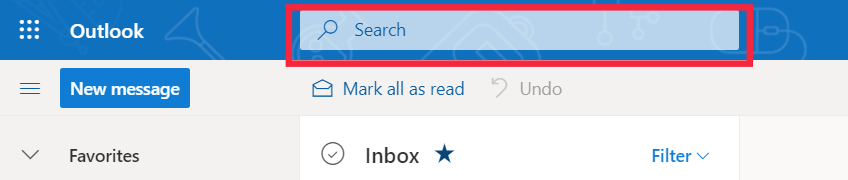 Outlook Search
New message Mark all as read Undo
Favorites Inbox Filter